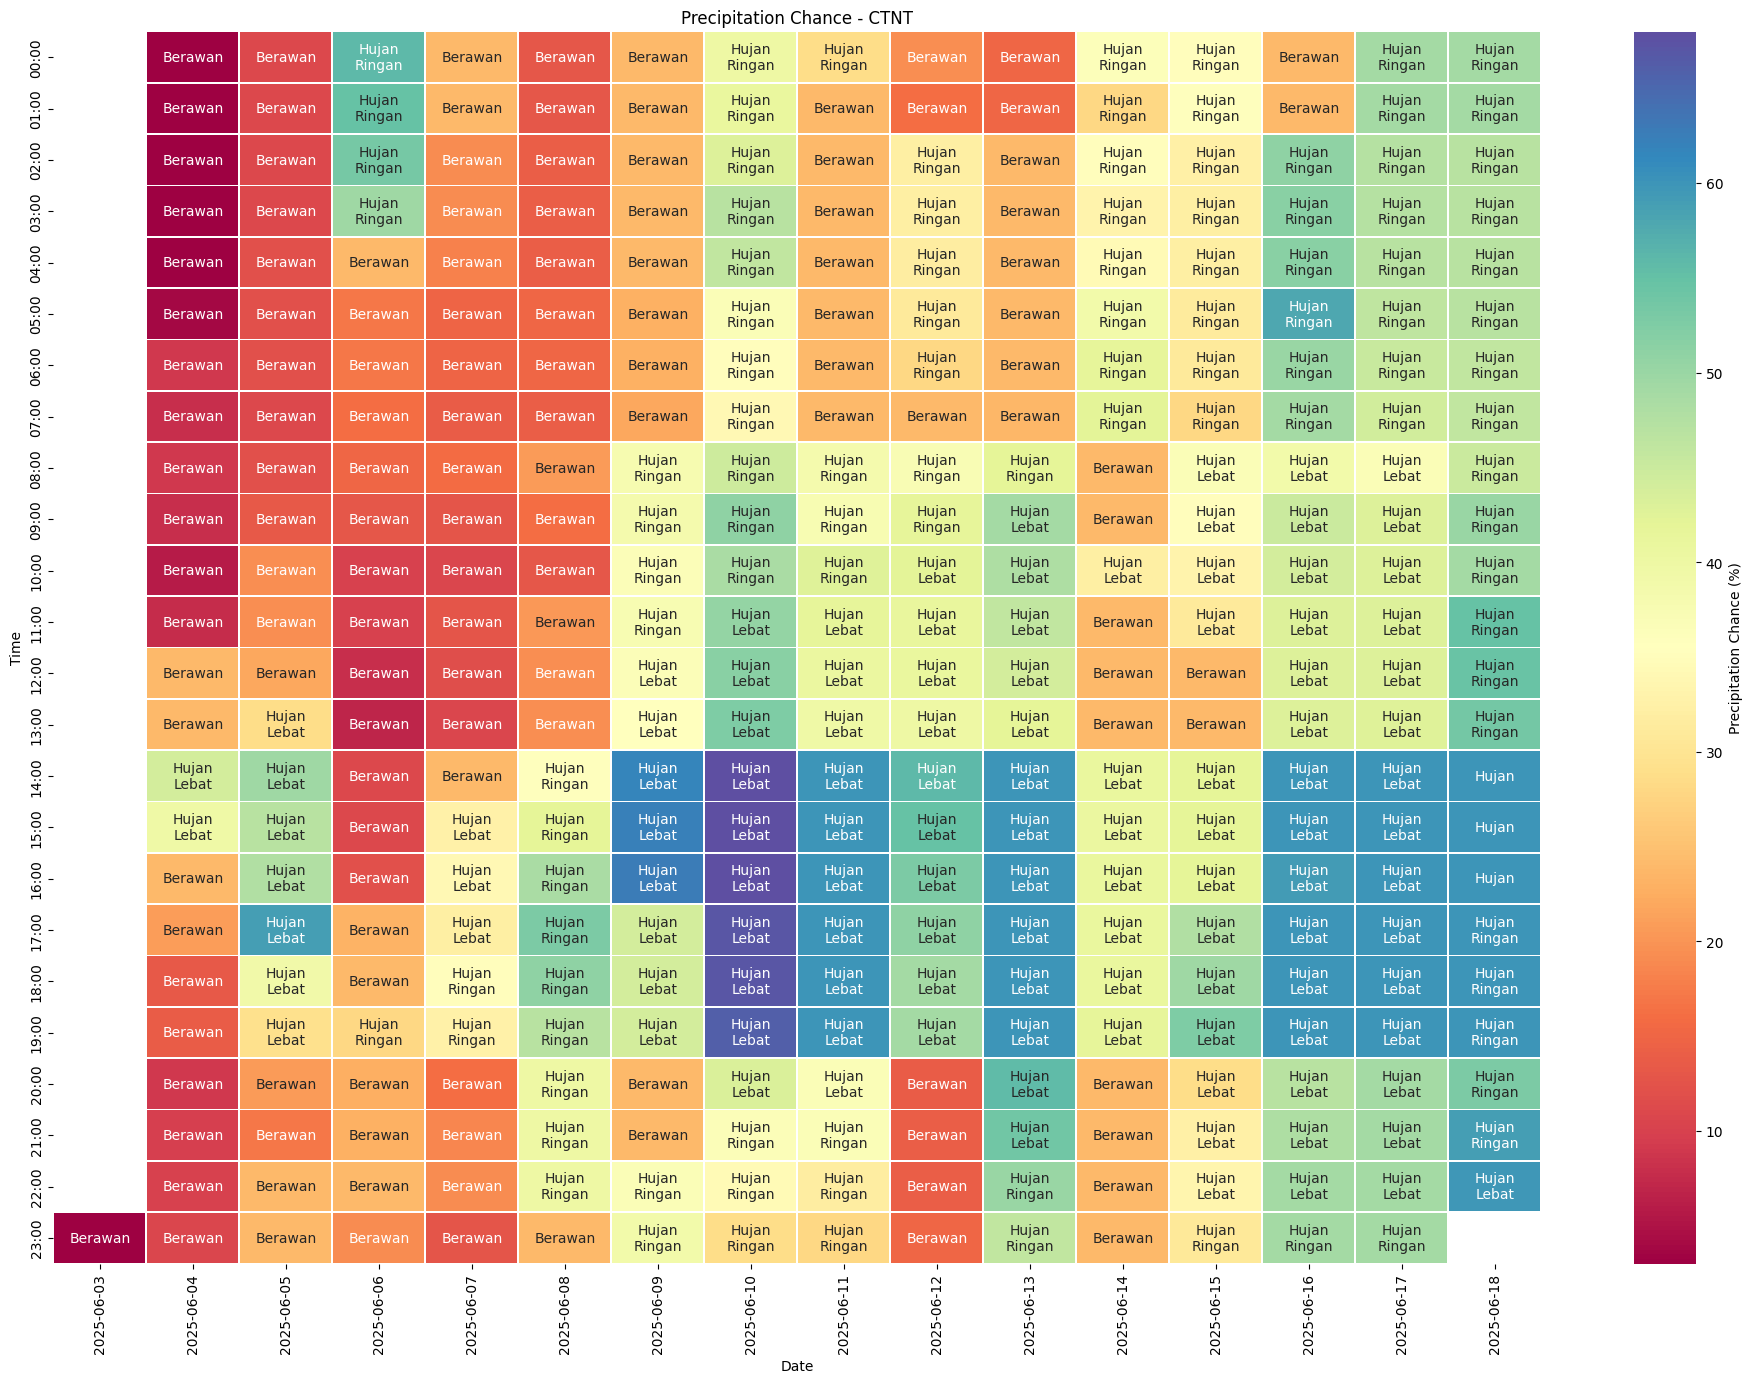 Precipitation Chance - CTNT
00:00 Berawan Berawan Hujan Ringan Berawan Berawan Berawan Hujan Ringan Hujan Ringan Berawan Berawan Hujan Ringan Hujan Ringan Berawan Hujan Ringan Hujan Ringan
01:00 Berawan Berawan Hujan Ringan Berawan Berawan Berawan Hujan Ringan Berawan Berawan Berawan Hujan Ringan Hujan Ringan Berawan Hujan Ringan Hujan Ringan
02:00 Berawan Berawan Hujan Ringan Berawan Berawan Berawan Hujan Ringan Berawan Hujan Ringan Berawan Hujan Ringan Hujan Ringan Hujan Ringan Hujan Ringan Hujan Ringan
03:00 Berawan Berawan Hujan Ringan Berawan Berawan Berawan Hujan Ringan Berawan Hujan Ringan Berawan Hujan Ringan Hujan Ringan Hujan Ringan Hujan Ringan Hujan Ringan
04:00 Berawan Berawan Berawan Berawan Berawan Berawan Hujan Ringan Berawan Hujan Ringan Berawan Hujan Ringan Hujan Ringan Hujan Ringan Hujan Ringan Hujan Ringan
05:00 Berawan Berawan Berawan Berawan Berawan Berawan Hujan Ringan Berawan Hujan Ringan Berawan Hujan Ringan Hujan Ringan Hujan Ringan Hujan Ringan Hujan Ringan
06:00 Berawan Berawan Berawan Berawan Berawan Berawan Hujan Ringan Berawan Hujan Ringan Berawan Hujan Ringan Hujan Ringan Hujan Ringan Hujan Ringan Hujan Ringan
07:00 Berawan Berawan Berawan Berawan Berawan Berawan Hujan Ringan Berawan Berawan Berawan Hujan Ringan Hujan Ringan Hujan Ringan Hujan Ringan Hujan Ringan
08:00 Berawan Berawan Berawan Berawan Berawan Hujan Ringan Hujan Ringan Hujan Ringan Hujan Ringan Hujan Ringan Berawan Hujan Lebat Hujan Lebat Hujan Lebat Hujan Ringan
09:00 Berawan Berawan Berawan Berawan Berawan Hujan Ringan Hujan Ringan Hujan Ringan Hujan Ringan Hujan Lebat Berawan Hujan Lebat Hujan Lebat Hujan Lebat Hujan Ringan
10:00 Berawan Berawan Berawan Berawan Berawan Hujan Ringan Hujan Ringan Hujan Ringan Hujan Lebat Hujan Lebat Hujan Lebat Hujan Lebat Hujan Lebat Hujan Lebat Hujan Ringan
11:00 Berawan Berawan Berawan Berawan Berawan Hujan Ringan Hujan Lebat Hujan Lebat Hujan Lebat Hujan Lebat Berawan Hujan Lebat Hujan Lebat Hujan Lebat Hujan Ringan
12:00 Berawan Berawan Berawan Berawan Berawan Hujan Lebat Hujan Lebat Hujan Lebat Hujan Lebat Hujan Lebat Berawan Berawan Hujan Lebat Hujan Lebat Hujan Ringan
13:00 Berawan Hujan Lebat Berawan Berawan Berawan Hujan Lebat Hujan Lebat Hujan Lebat Hujan Lebat Hujan Lebat Berawan Berawan Hujan Lebat Hujan Lebat Hujan Ringan
14:00 Hujan Lebat Hujan Lebat Berawan Berawan Hujan Ringan Hujan Lebat Hujan Lebat Hujan Lebat Hujan Lebat Hujan Lebat Hujan Lebat Hujan Lebat Hujan Lebat Hujan Lebat Hujan
15:00 Hujan Lebat Hujan Lebat Berawan Hujan Lebat Hujan Ringan Hujan Lebat Hujan Lebat Hujan Lebat Hujan Lebat Hujan Lebat Hujan Lebat Hujan Lebat Hujan Lebat Hujan Lebat Hujan
16:00 Berawan Hujan Lebat Berawan Hujan Lebat Hujan Ringan Hujan Lebat Hujan Lebat Hujan Lebat Hujan Lebat Hujan Lebat Hujan Lebat Hujan Lebat Hujan Lebat Hujan Lebat Hujan
17:00 Berawan Hujan Lebat Berawan Hujan Lebat Hujan Ringan Hujan Lebat Hujan Lebat Hujan Lebat Hujan Lebat Hujan Lebat Hujan Lebat Hujan Lebat Hujan Lebat Hujan Lebat Hujan Ringan
18:00 Berawan Hujan Lebat Berawan Hujan Ringan Hujan Ringan Hujan Lebat Hujan Lebat Hujan Lebat Hujan Lebat Hujan Lebat Hujan Lebat Hujan Lebat Hujan Lebat Hujan Lebat Hujan Ringan
19:00 Berawan Hujan Lebat Hujan Ringan Hujan Ringan Hujan Ringan Hujan Lebat Hujan Lebat Hujan Lebat Hujan Lebat Hujan Lebat Hujan Lebat Hujan Lebat Hujan Lebat Hujan Lebat Hujan Ringan
20:00 Berawan Berawan Berawan Berawan Hujan Ringan Berawan Hujan Lebat Hujan Lebat Berawan Hujan Lebat Berawan Hujan Lebat Hujan Lebat Hujan Lebat Hujan Ringan
21:00 Berawan Berawan Berawan Berawan Hujan Ringan Berawan Hujan Ringan Hujan Ringan Berawan Hujan Lebat Berawan Hujan Lebat Hujan Lebat Hujan Lebat Hujan Ringan
22:00 Berawan Berawan Berawan Berawan Hujan Ringan Hujan Ringan Hujan Ringan Hujan Ringan Berawan Hujan Ringan Berawan Hujan Lebat Hujan Lebat Hujan Lebat Hujan Lebat
23:00 Berawan Berawan Berawan Berawan Berawan Berawan Hujan Ringan Hujan Ringan Hujan Ringan Berawan Hujan Ringan Berawan Hujan Ringan Hujan Ringan Hujan Ringan
Time
2025-06-03 2025-06-04 2025-06-05 2025-06-06 2025-06-07 2025-06-08 2025-06-09 2025-06-10 2025-06-11 2025-06-12 2025-06-13 2025-06-14 2025-06-15 2025-06-16 2025-06-17 2025-06-18
Date
60
50
40
30
20
10
Precipitation Chance (%)